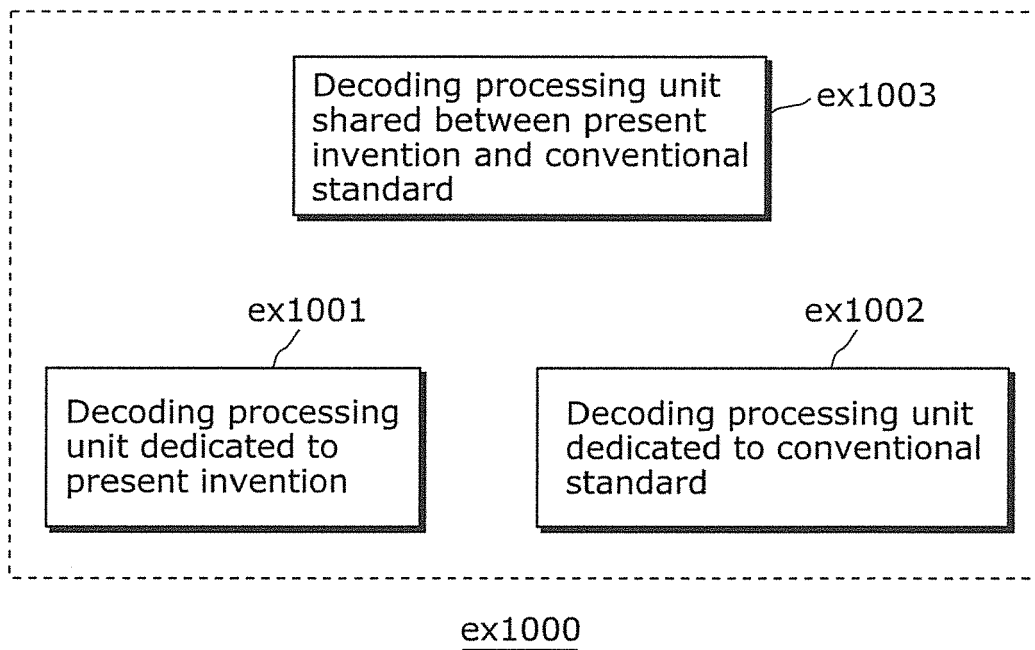 Decoding processing unit
shared between present
invention and conventional
standard
ex1003
ex1001
ex1002
Decoding processing
unit dedicated to
present invention
Decoding processing unit
dedicated to conventional
standard
ex1000